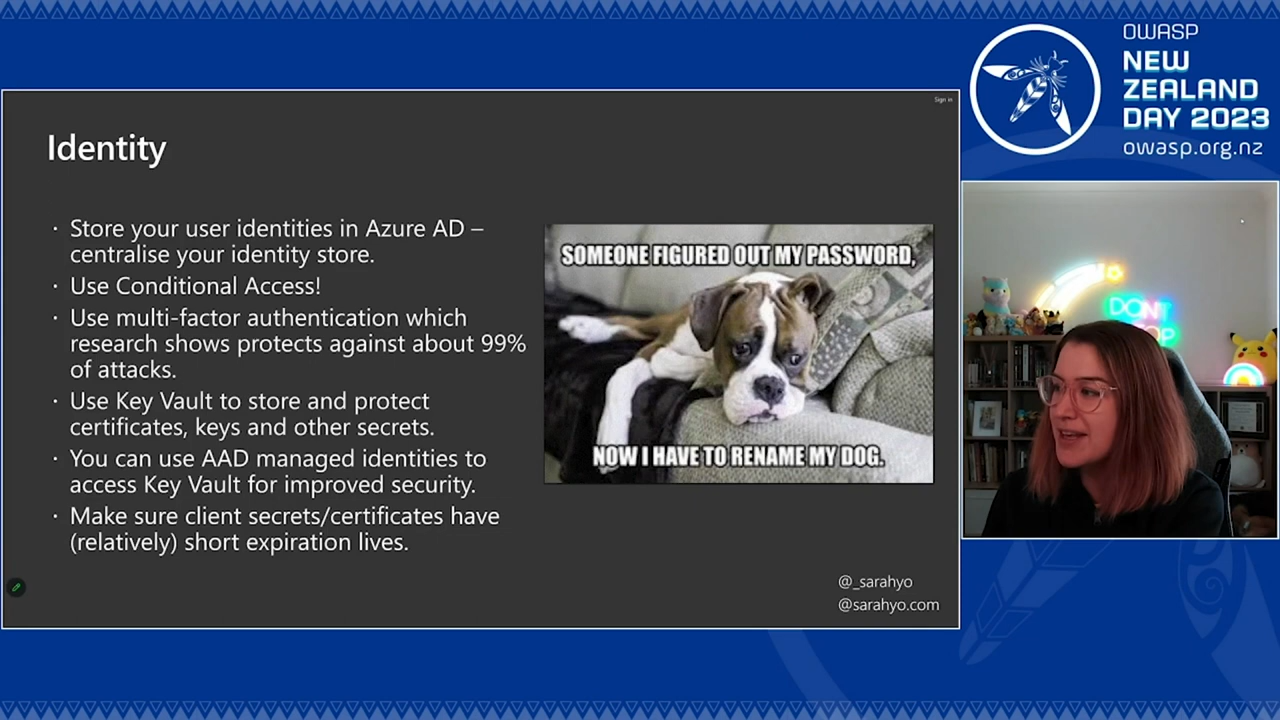 OWASP
NEW
ZEALAND
DAY 2023
owasp.org.nz
Sign in
Identity
· Store your user identities in Azure AD –
centralise your identity store.
· Use Conditional Access!
· Use multi-factor authentication which
research shows protects against about 99%
of attacks.
· Use Key Vault to store and protect
certificates, keys and other secrets.
· You can use AAD managed identities to
access Key Vault for improved security.
· Make sure client secrets/certificates have
(relatively) short expiration lives.
SOMEONE FIGURED OUT MY PASSWORD,
NOW I HAVE TO RENAME MY DOG.
@_sarahyo
@sarahyo.com
DON'T